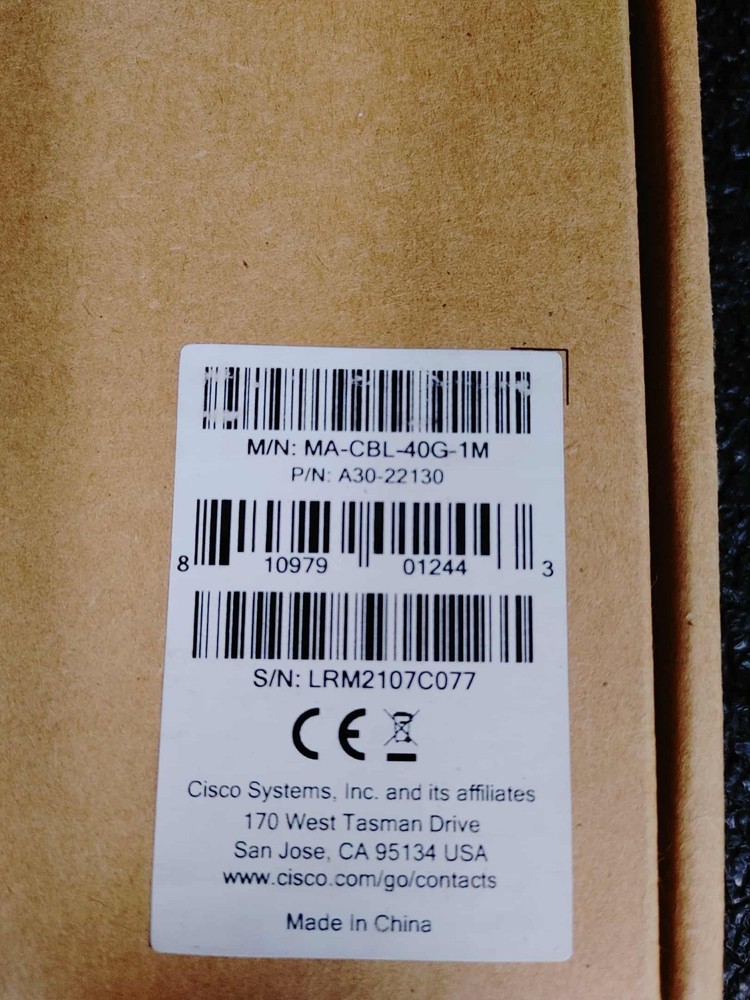 M/N: MA-CBL-40G-1M
P/N: A30-22130
8 10979 01244 3
S/N: LRM2107C077
CE
Cisco Systems, Inc. and its affiliates
170 West Tasman Drive
San Jose, CA 95134 USA
www.cisco.com/go/contacts
Made In China